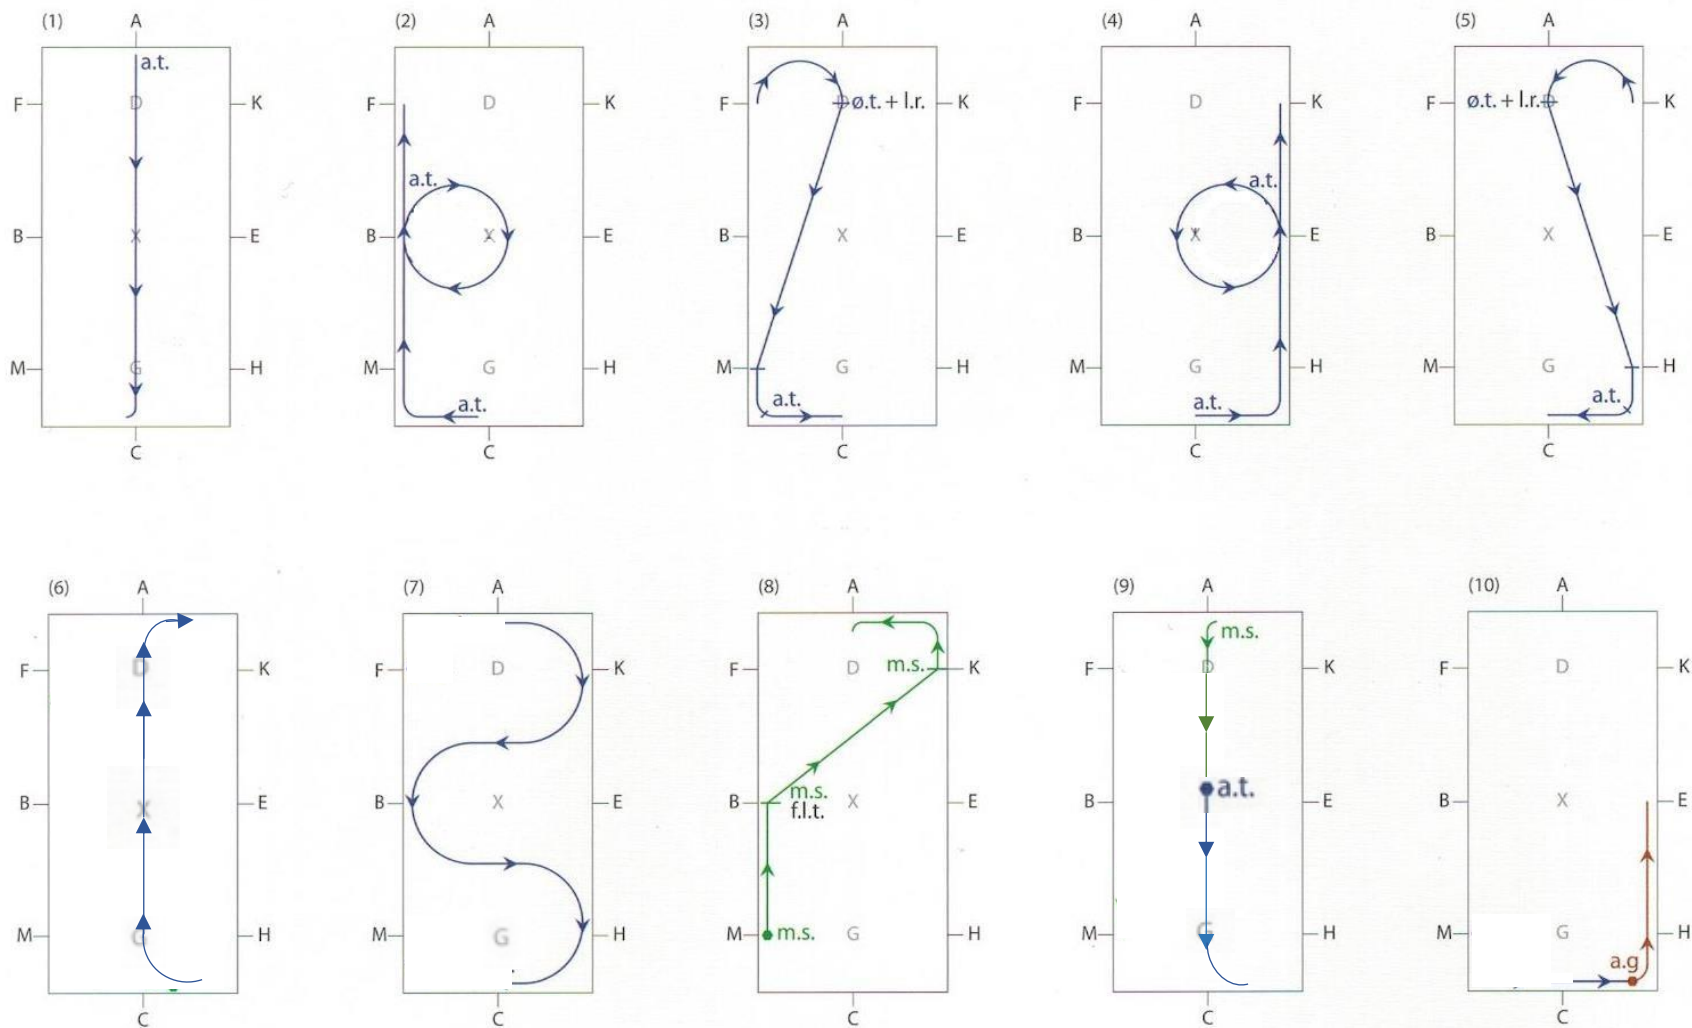 (1) A (2) A (3) A (4) A (5) A
a.t.
F D K F D K F D ø.t. + l.r. K F D K F ø.t. + l.r. D K
a.t. a.t.
B X E B X E B X E B X E B X E
M G H M G H M G H M G H M G H
a.t. a.t. a.t. a.t.
C C C C C
(6) A (7) A (8) A (9) A (10) A
m.s.
F D K F D K F D m.s. K F D K F D K
m.s. a.t.
B X E B X E B X E B X E B X E
f.l.t.
M G H M G H M m.s. G H M G H M G H
a.g
C C C C C